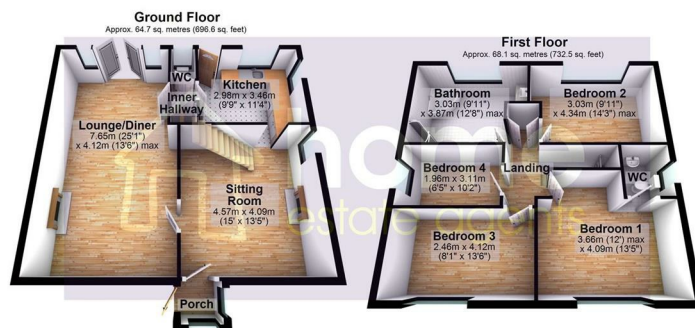 Ground Floor
Approx. 64.7 sq. metres (696.6 sq. feet)
WC
Kitchen
2.98m x 3.46m
(9'9" x 11'4")
Inner
Hallway
Lounge/Diner
7.65m (25'1")
x 4.12m (13'6") max
Sitting
Room
4.57m x 4.09m
(15' x 13'5")
Porch
First Floor
Approx. 68.1 sq. metres (732.5 sq. feet)
Bathroom
3.03m (9'11")
x 3.87m (12'8") max
Bedroom 2
3.03m (9'11")
x 4.34m (14'3") max
Bedroom 4
1.96m x 3.11m
(6'5" x 10'2")
Landing
WC
Bedroom 3
2.46m x 4.12m
(8'1" x 13'6")
Bedroom 1
3.66m (12') max
x 4.09m (13'5")
home
estate agents